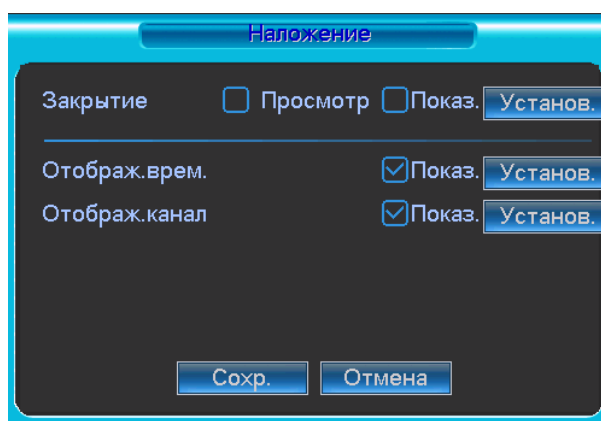 Наложение
Закрытие Просмотр Показ. Установ.
Отображ.врем. Показ. Установ.
Отображ.канал Показ. Установ.
Сохр. Отмена